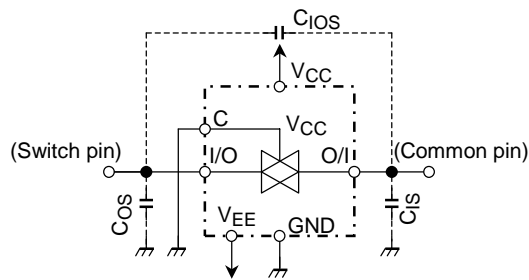 CIOS
VCC
C
VCC
(Switch pin)
I/O
O/I
(Common pin)
COS
VEE
GND
CIS